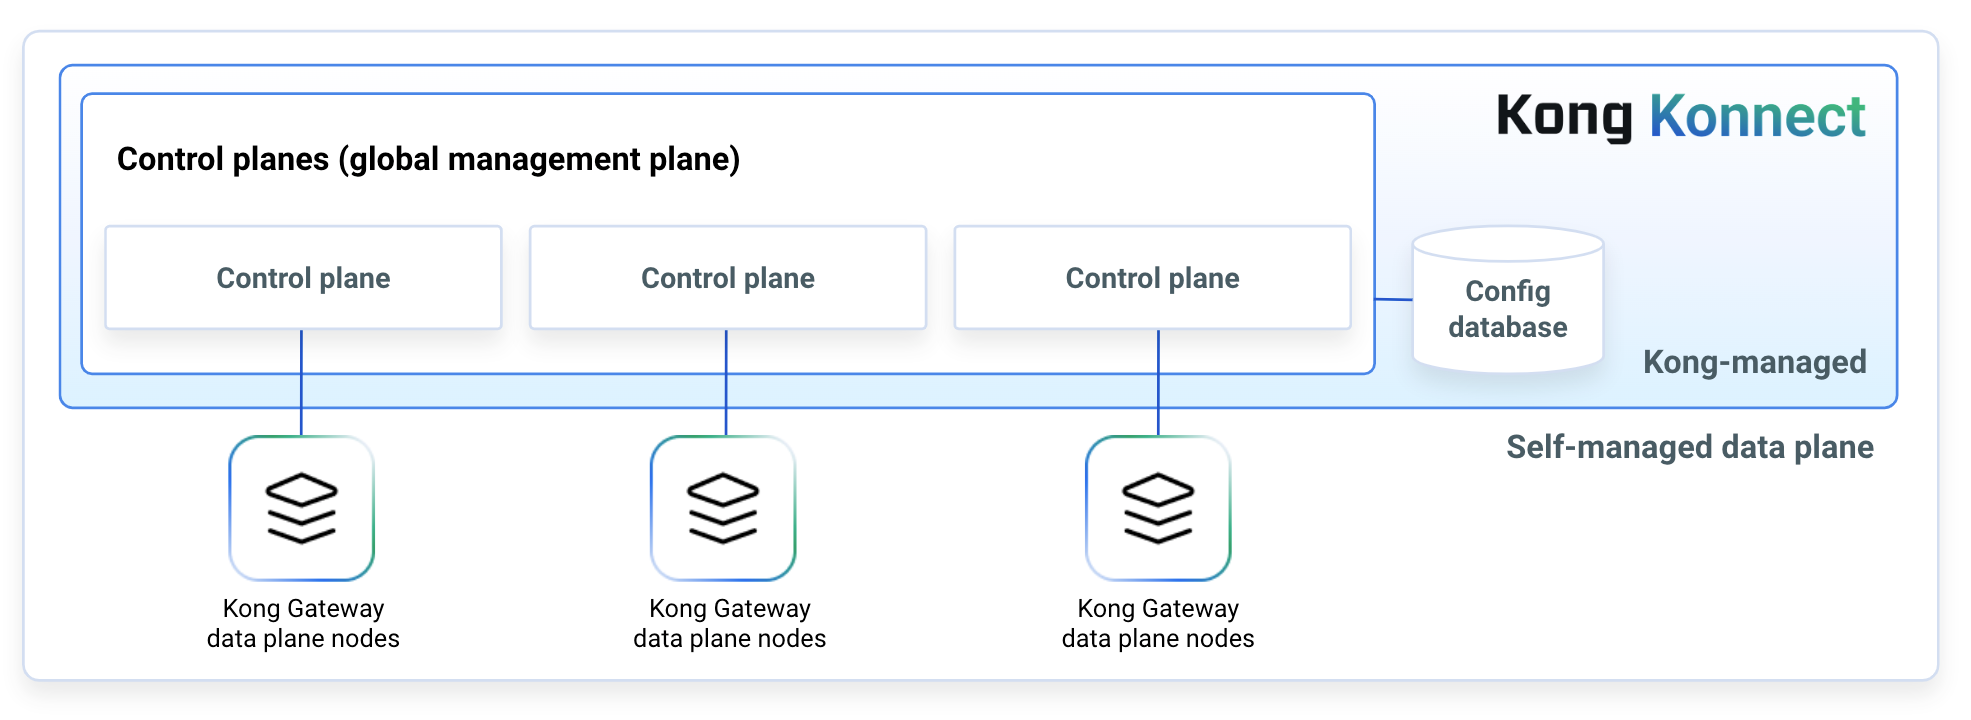 Kong Konnect
Control planes (global management plane)
Control plane
Control plane
Control plane
Config
database
Kong-managed
Self-managed data plane
Kong Gateway
data plane nodes
Kong Gateway
data plane nodes
Kong Gateway
data plane nodes